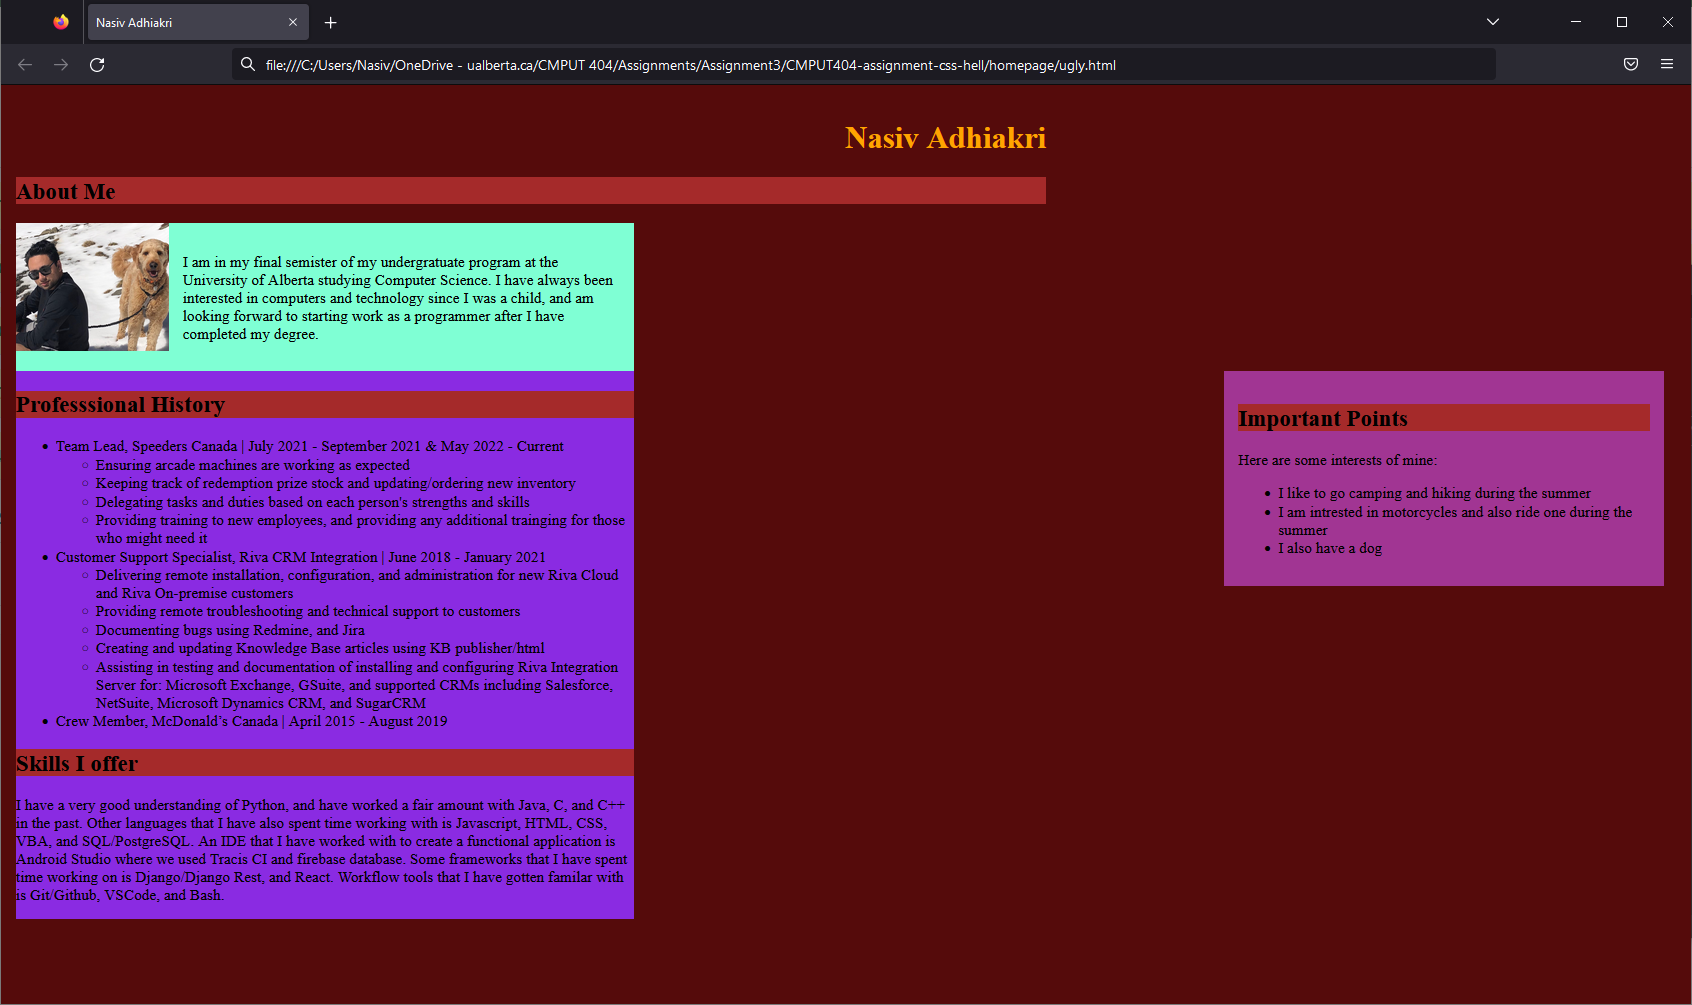 Nasiv Adhiakri
file:///C:/Users/Nasiv/OneDrive - ualberta.ca/CMPUT 404/Assignments/Assignment3/CMPUT404-assignment-css-hell/homepage/ugly.html
Nasiv Adhiakri
About Me
I am in my final semister of my undergratuate program at the
University of Alberta studying Computer Science. I have always been
interested in computers and technology since I was a child, and am
looking forward to starting work as a programmer after I have
completed my degree.
Professsional History
Team Lead, Speeders Canada | July 2021 - September 2021 & May 2022 - Current
Ensuring arcade machines are working as expected
Keeping track of redemption prize stock and updating/ordering new inventory
Delegating tasks and duties based on each person's strengths and skills
Providing training to new employees, and providing any additional trainging for those
who might need it
Customer Support Specialist, Riva CRM Integration | June 2018 - January 2021
Delivering remote installation, configuration, and administration for new Riva Cloud
and Riva On-premise customers
Providing remote troubleshooting and technical support to customers
Documenting bugs using Redmine, and Jira
Creating and updating Knowledge Base articles using KB publisher/html
Assisting in testing and documentation of installing and configuring Riva Integration
Server for: Microsoft Exchange, GSuite, and supported CRMs including Salesforce,
NetSuite, Microsoft Dynamics CRM, and SugarCRM
Crew Member, McDonald’s Canada | April 2015 - August 2019
Skills I offer
I have a very good understanding of Python, and have worked a fair amount with Java, C, and C++
in the past. Other languages that I have also spent time working with is Javascript, HTML, CSS,
VBA, and SQL/PostgreSQL. An IDE that I have worked with to create a functional application is
Android Studio where we used Tracis CI and firebase database. Some frameworks that I have spent
time working on is Django/Django Rest, and React. Workflow tools that I have gotten familar with
is Git/Github, VSCode, and Bash.
Important Points
Here are some interests of mine:
I like to go camping and hiking during the summer
I am intrested in motorcycles and also ride one during the
summer
I also have a dog